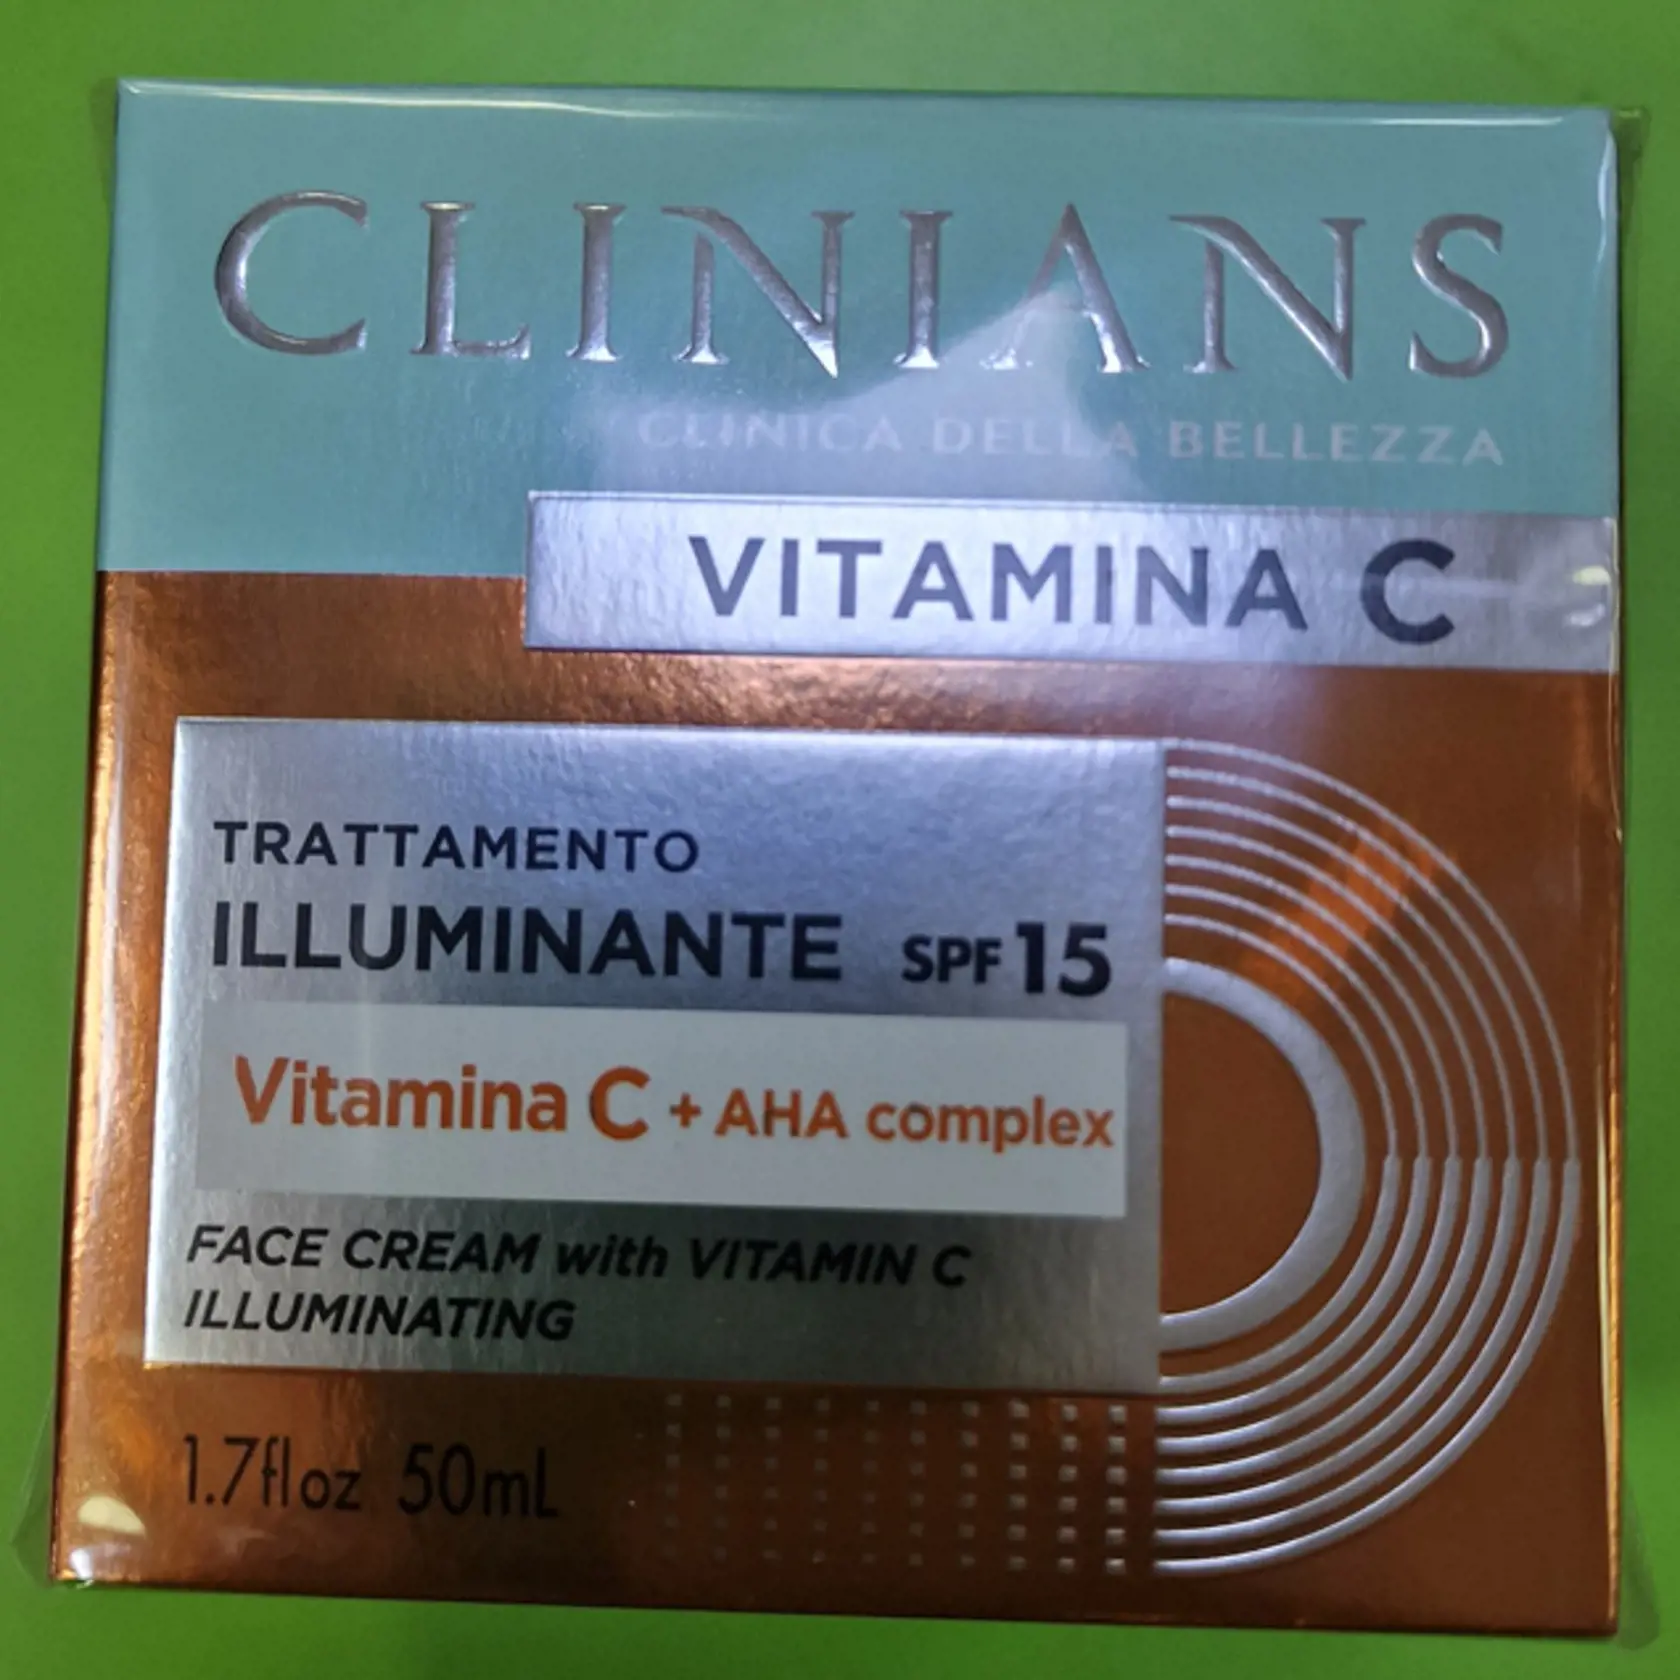 CLINIANS
CLINICA DELLA BELLEZZA
VITAMINA C
TRATTAMENTO
ILLUMINANTE SPF 15
Vitamina C + AHA complex
FACE CREAM with VITAMIN C
ILLUMINATING
1.7fl oz 50mL